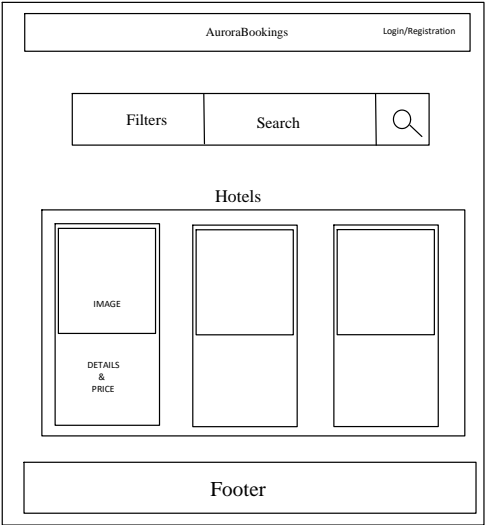 AuroraBookings
Login/Registration
Filters
Search
Hotels
IMAGE
DETAILS
&
PRICE
Footer